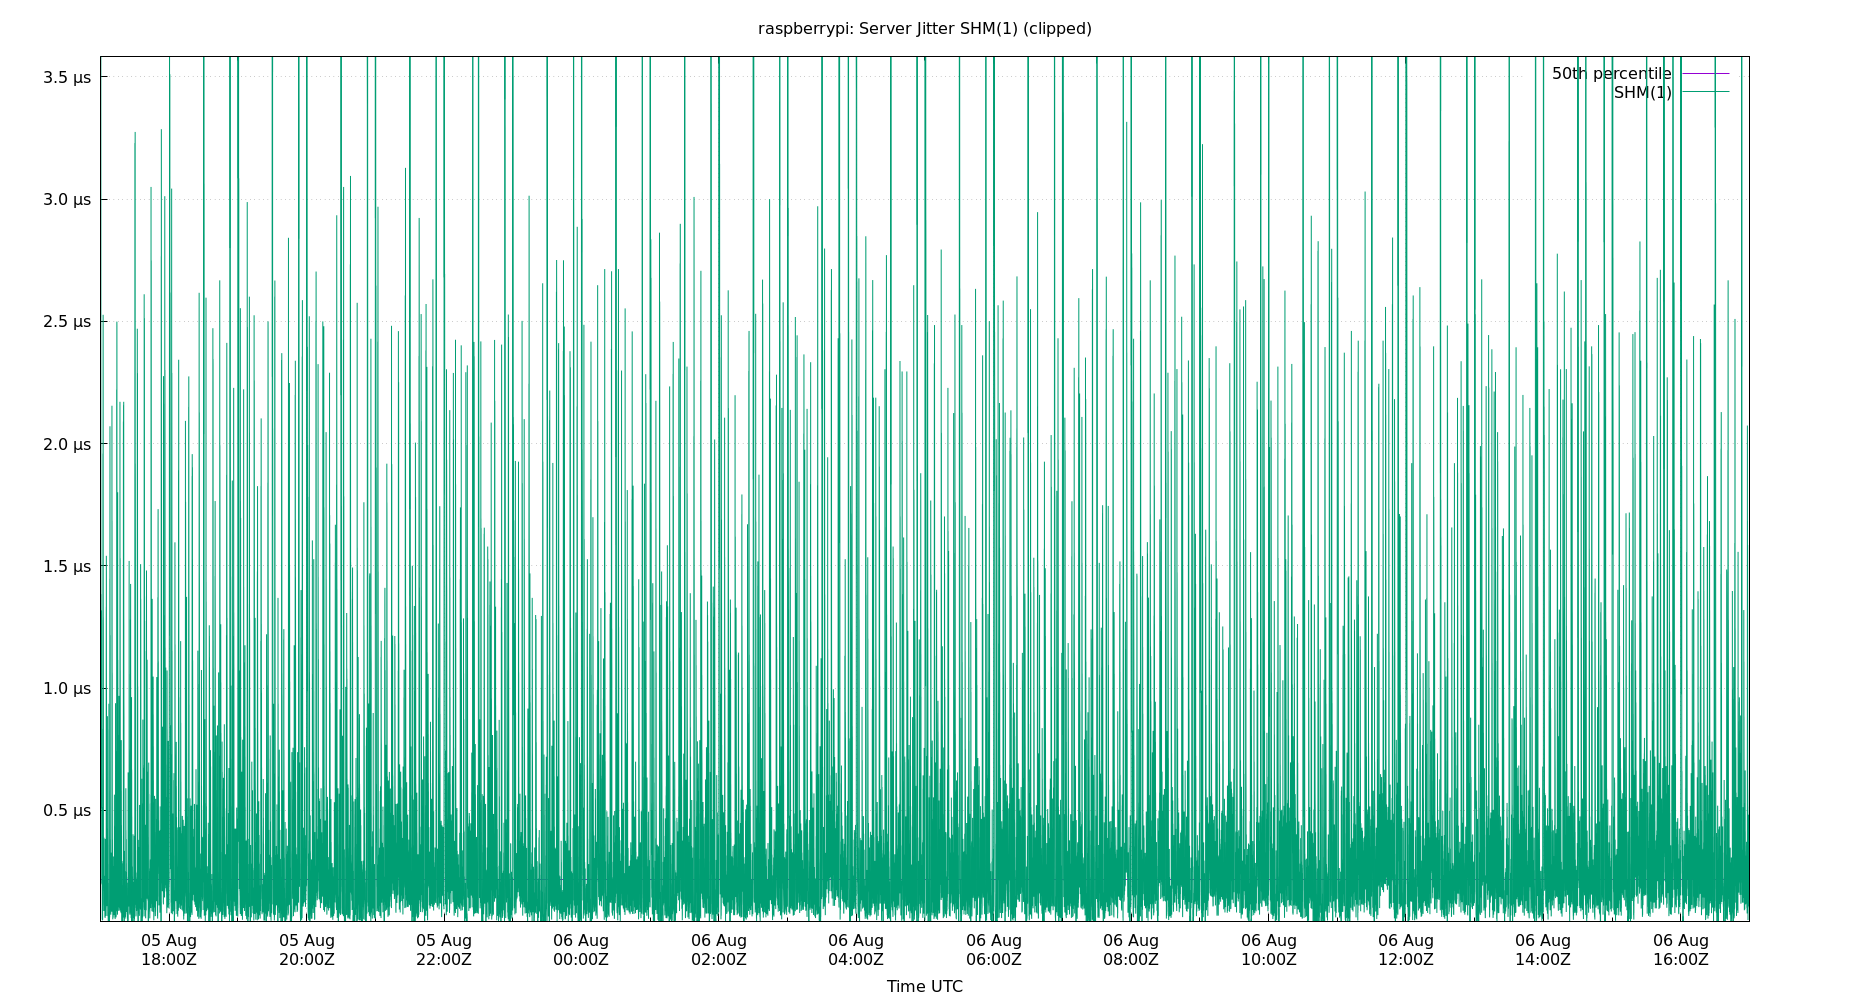 raspberrypi: Server Jitter SHM(1) (clipped)
3.5 µs
3.0 µs
2.5 µs
2.0 µs
1.5 µs
1.0 µs
0.5 µs
50th percentile
SHM(1)
05 Aug 05 Aug 05 Aug 06 Aug 06 Aug 06 Aug 06 Aug 06 Aug 06 Aug 06 Aug 06 Aug 06 Aug
18:00Z 20:00Z 22:00Z 00:00Z 02:00Z 04:00Z 06:00Z 08:00Z 10:00Z 12:00Z 14:00Z 16:00Z
Time UTC